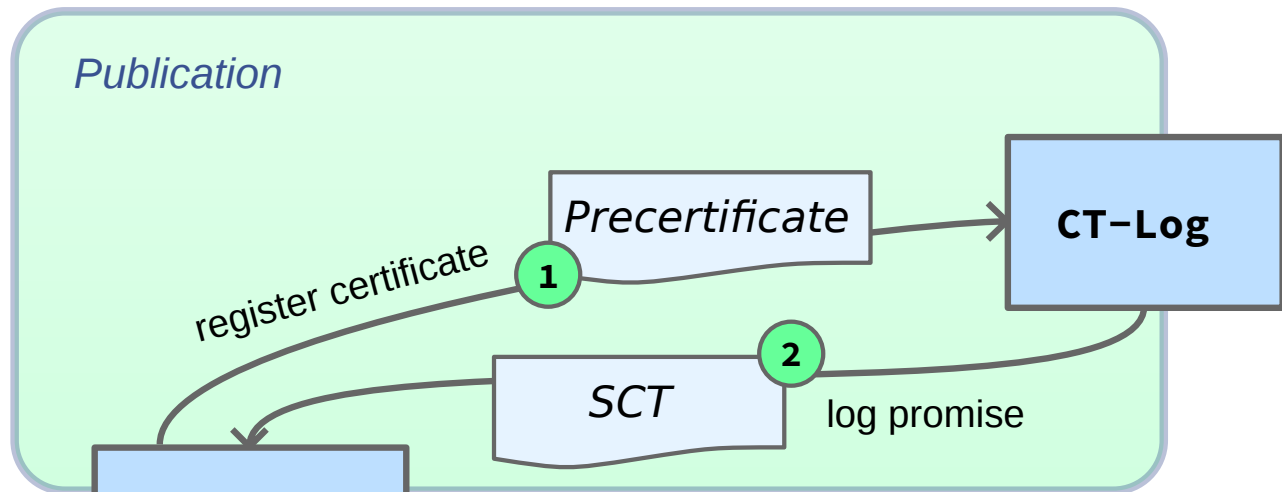 Publication
Precertificate
CT-Log
1
register certificate
2
SCT
log promise